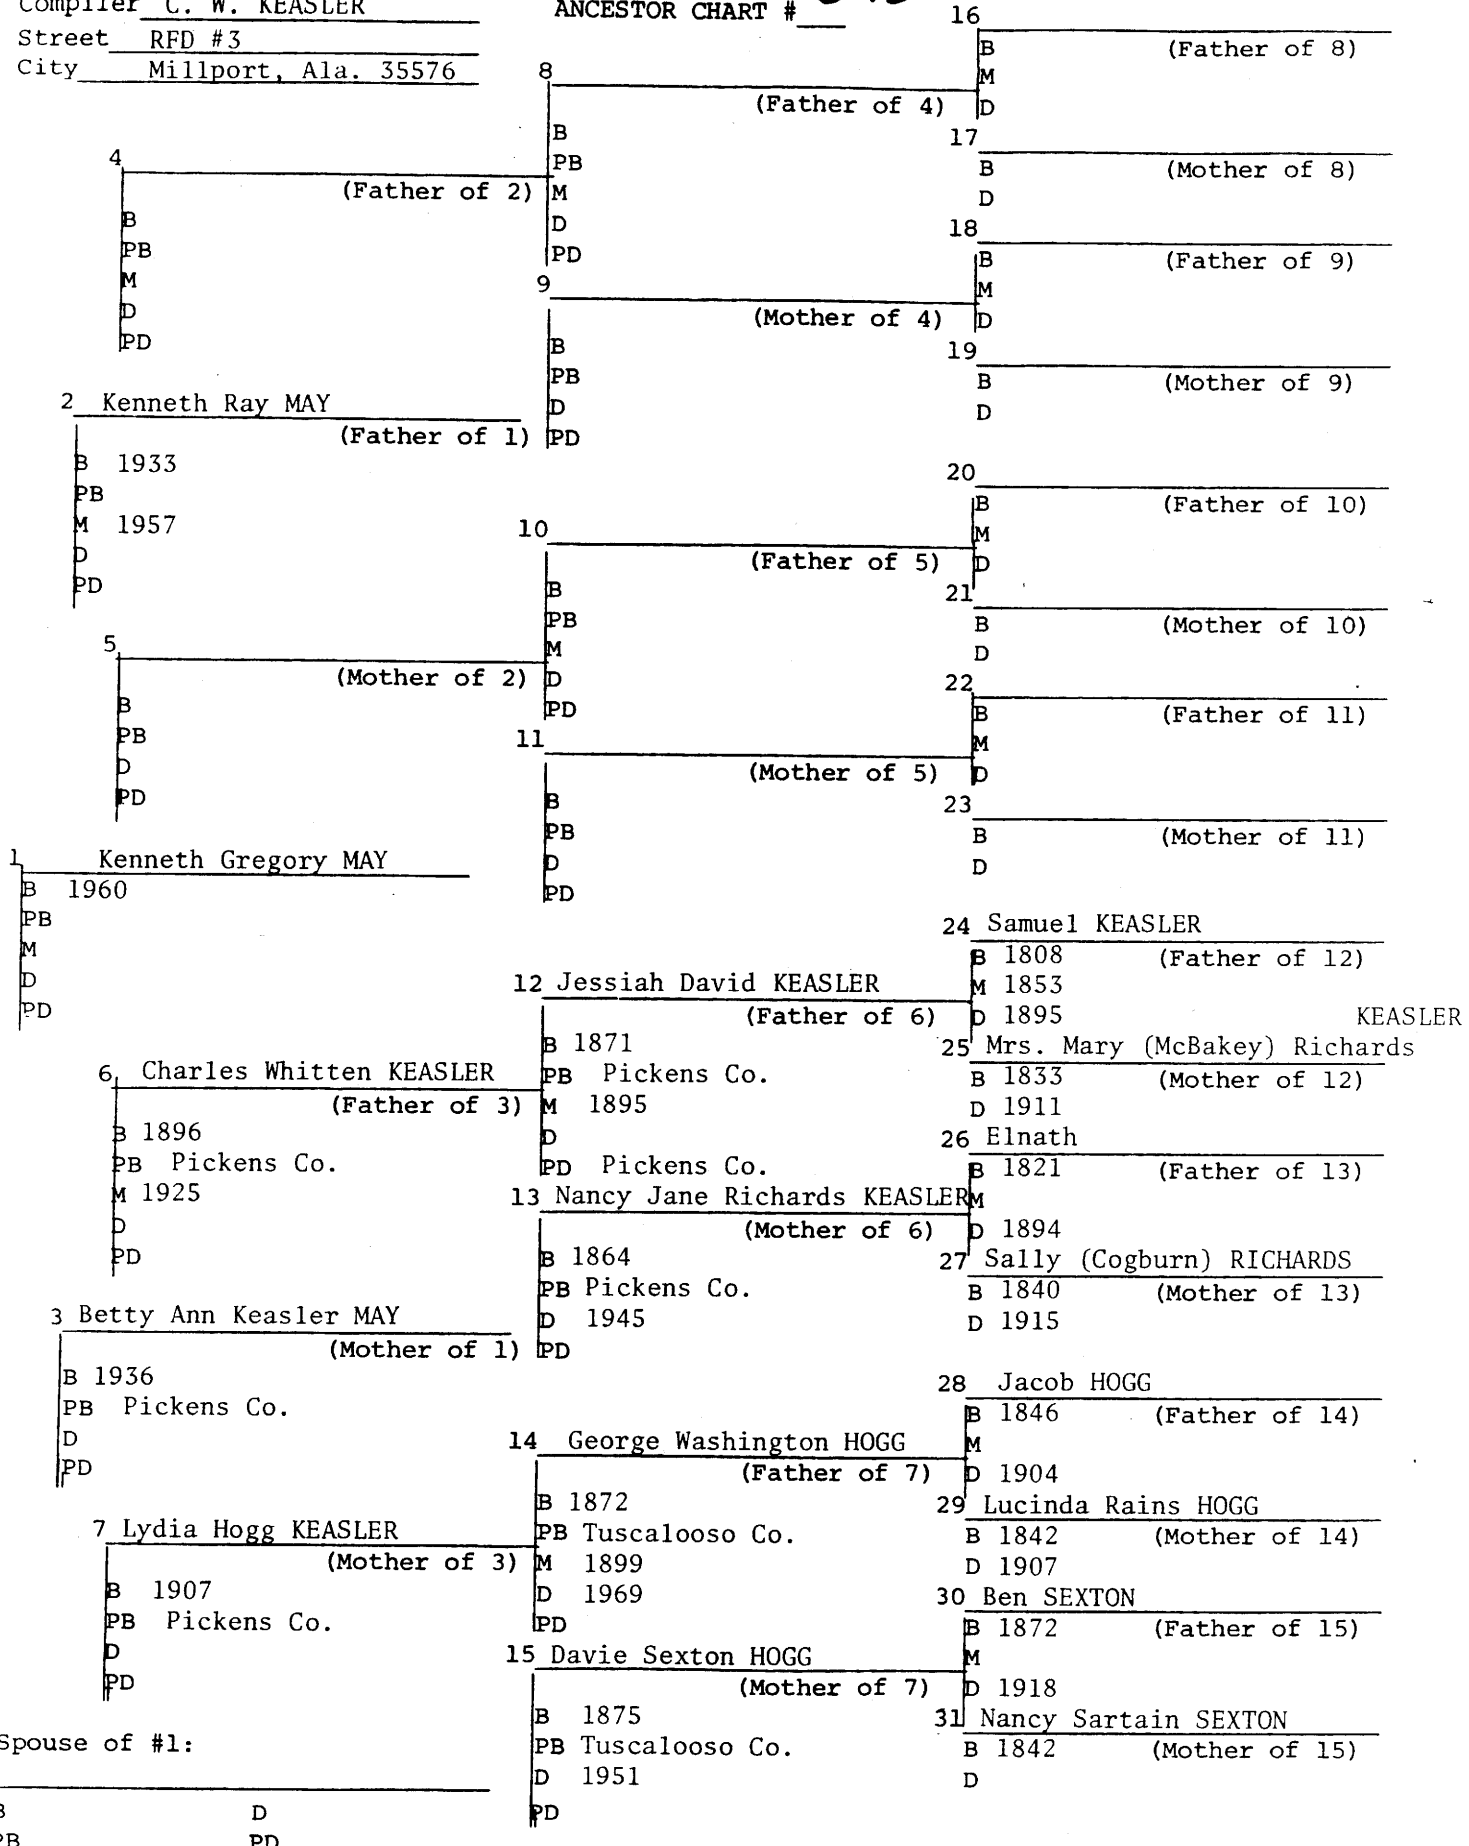 Compiler C. W. KEASLER
Street RFD #3
City Millport, Ala. 35576
ANCESTOR CHART #
16
B (Father of 8)
M
D
8
(Father of 4)
B
PB
M
D
PD
17
B (Mother of 8)
D
4
(Father of 2)
B
PB
M
D
PD
18
B (Father of 9)
M
D
9
(Mother of 4)
B
PB
D
PD
19
B (Mother of 9)
D
2 Kenneth Ray MAY
(Father of 1)
B 1933
PB
M 1957
D
PD
20
B (Father of 10)
M
D
10
(Father of 5)
B
PB
M
D
PD
21
B (Mother of 10)
D
5
(Mother of 2)
B
PB
D
PD
22
B (Father of 11)
M
D
11
(Mother of 5)
B
PB
D
PD
23
B (Mother of 11)
D
1 Kenneth Gregory MAY
B 1960
PB
M
D
PD
24 Samuel KEASLER
B 1808 (Father of 12)
M 1853
D 1895
12 Jessiah David KEASLER
(Father of 6)
B 1871
PB Pickens Co.
M 1895
D
PD Pickens Co.
KEASLER
25 Mrs. Mary (McBakey) Richards
B 1833 (Mother of 12)
D 1911
6 Charles Whitten KEASLER
(Father of 3)
B 1896
PB Pickens Co.
M 1925
D
PD
26 Elnath
B 1821 (Father of 13)
M
D 1894
13 Nancy Jane Richards KEASLER
(Mother of 6)
B 1864
PB Pickens Co.
D 1945
PD
27 Sally (Cogburn) RICHARDS
B 1840 (Mother of 13)
D 1915
3 Betty Ann Keasler MAY
(Mother of 1)
B 1936
PB Pickens Co.
D
PD
28 Jacob HOGG
B 1846 (Father of 14)
M
D 1904
14 George Washington HOGG
(Father of 7)
B 1872
PB Tuscalooso Co.
M 1899
D 1969
PD
29 Lucinda Rains HOGG
B 1842 (Mother of 14)
D 1907
7 Lydia Hogg KEASLER
(Mother of 3)
B 1907
PB Pickens Co.
D
PD
30 Ben SEXTON
B 1872 (Father of 15)
M
D 1918
15 Davie Sexton HOGG
(Mother of 7)
B 1875
PB Tuscalooso Co.
D 1951
PD
31 Nancy Sartain SEXTON
B 1842 (Mother of 15)
D
Spouse of #1:
B D
PB PD